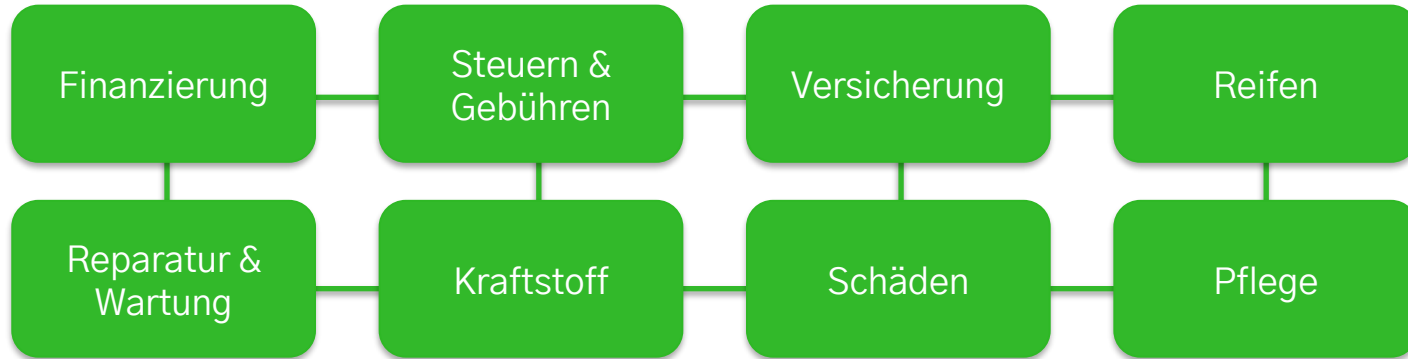 Finanzierung
Steuern &
Gebühren
Versicherung
Reifen
Reparatur &
Wartung
Kraftstoff
Schäden
Pflege